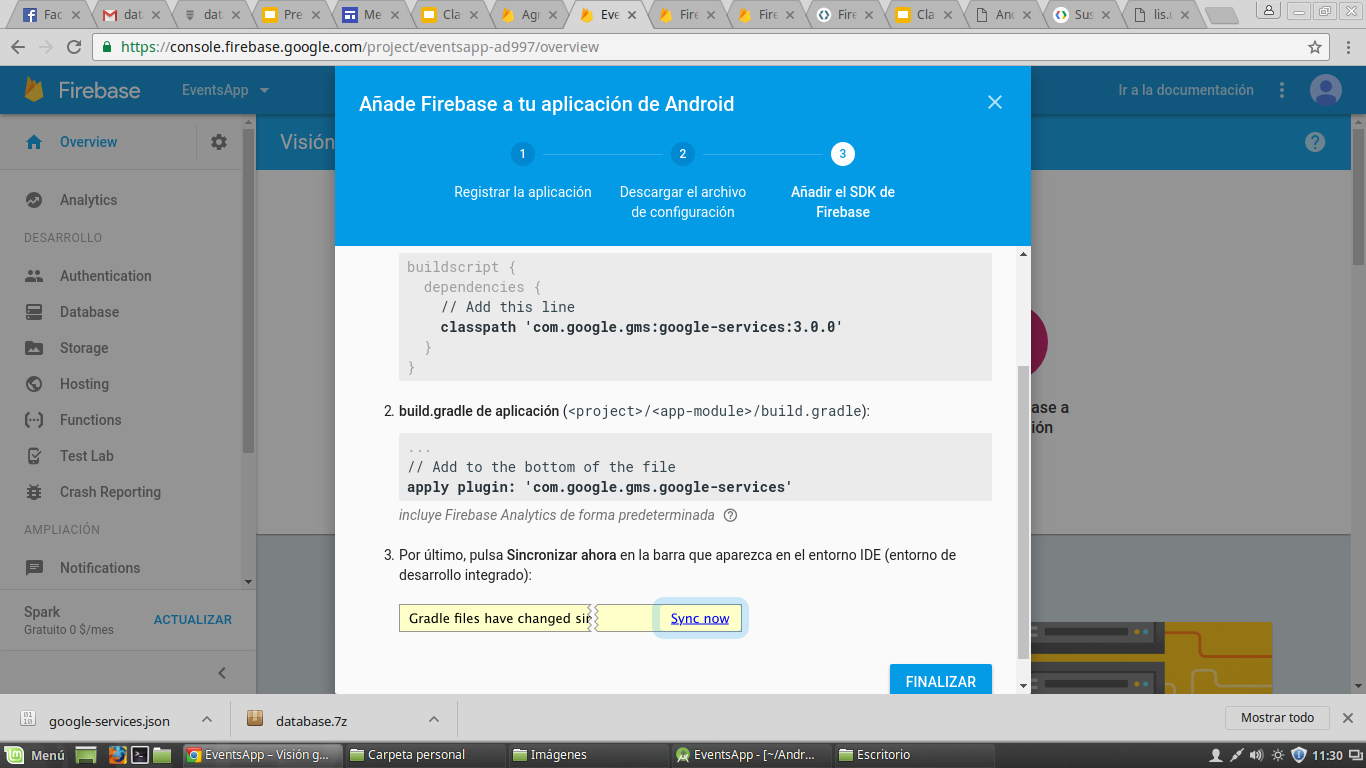 Fac
data
data
Pre
Me
Cla
Agr
Eve
Fire
Fire
Fire
Cla
Anc
Sus
lis.u
https://console.firebase.google.com/project/eventsapp-ad997/overview
Firebase
EventsApp
Ir a la documentación
Añade Firebase a tu aplicación de Android
1
2
3
Registrar la aplicación
Descargar el archivo
de configuración
Añadir el SDK de
Firebase
Overview
Visión
Analytics
DESARROLLO
Authentication
Database
Storage
Hosting
Functions
Test Lab
Crash Reporting
AMPLIACIÓN
Notifications
Spark
Gratuito 0 $/mes
ACTUALIZAR
buildscript {
dependencies {
// Add this line
classpath 'com.google.gms:google-services:3.0.0'
}
}
2. build.gradle de aplicación (<project>/<app-module>/build.gradle):
...
// Add to the bottom of the file
apply plugin: 'com.google.gms.google-services'
incluye Firebase Analytics de forma predeterminada
3. Por último, pulsa Sincronizar ahora en la barra que aparezca en el entorno IDE (entorno de
desarrollo integrado):
Gradle files have changed sin
Sync now
FINALIZAR
ase a
ión
google-services.json
database.7z
Mostrar todo
Menú
EventsApp – Visión g...
Carpeta personal
Imágenes
EventsApp - [~/Andr...
Escritorio
11:30